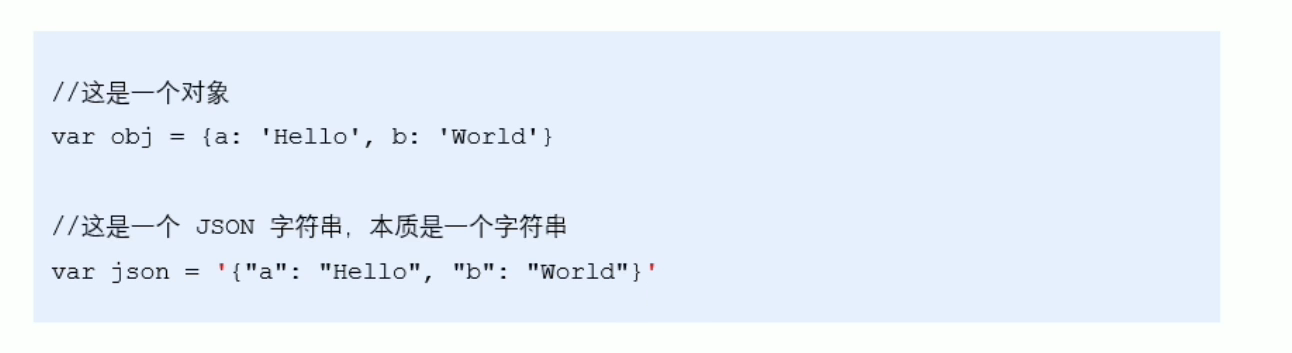 //这是一个对象
var obj = {a: 'Hello', b: 'World'}
//这是一个 JSON 字符串，本质是一个字符串
var json = '{"a": "Hello", "b": "World"}'